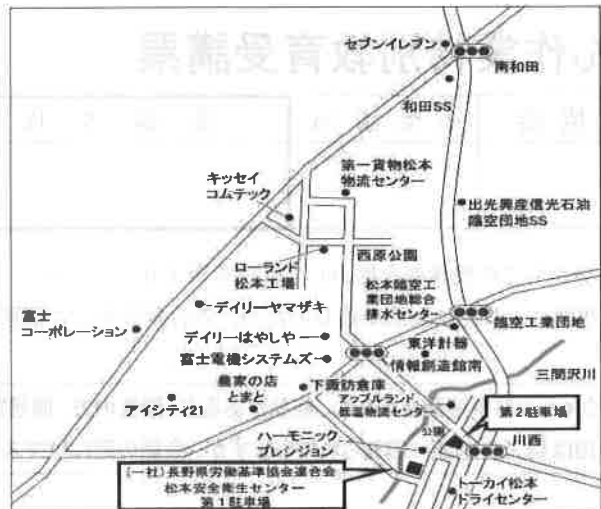 セブンイレブン
南和田
和田SS
キッセイ
コムテック
第一貨物松本
物流センター
出光興産信光石油
臨空団地SS
ローランド
松本工場
西原公園
松本臨空工
業団地総合
排水センター
デイリーヤマザキ
富士
コーポレーション
臨空工業団地
デイリーはやしや
東洋計器
富士電機システムズ
情報創造館南
三間沢川
農家の店
とまと
下諏訪倉庫
アップルランド
低温物流センター
アイシティ21
第2駐車場
公園
ハーモニック
プレシジョン
川西
(一社)長野県労働基準協会連合会
松本安全衛生センター
第1駐車場
トーカイ松本
ドライセンター